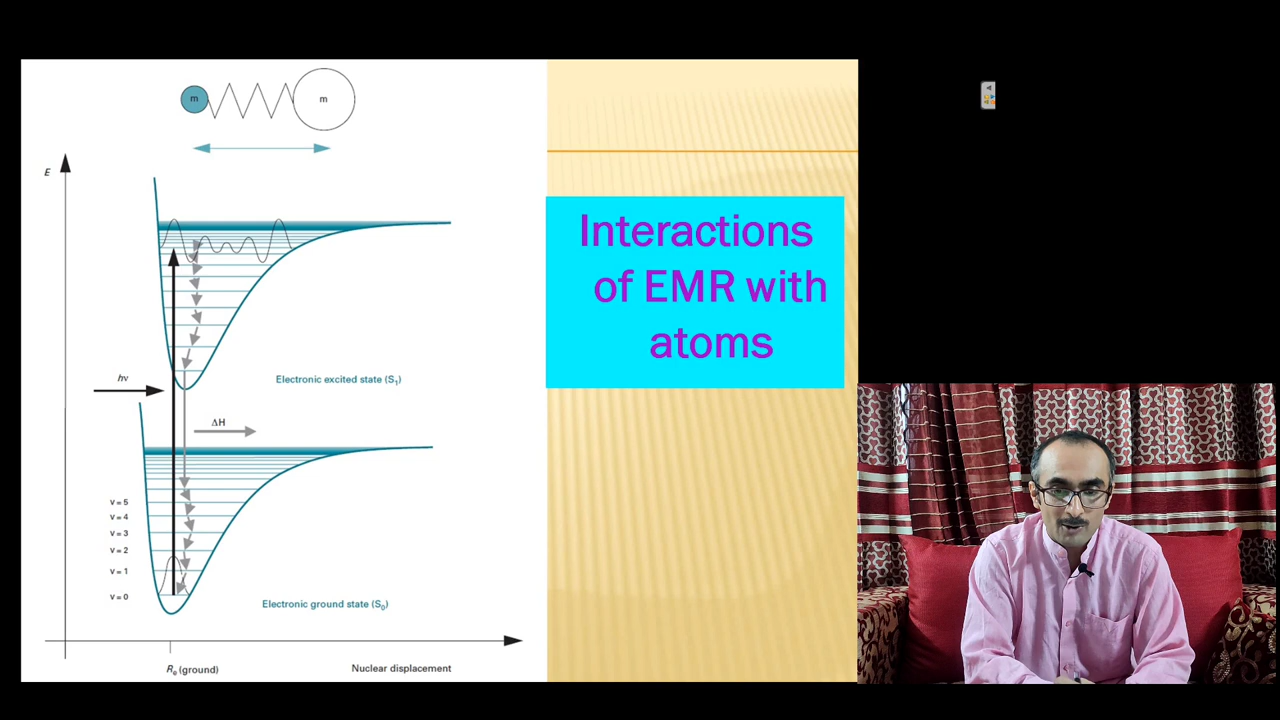 m
m
E
Interactions
of EMR with
atoms
hν
Electronic excited state (S₁)
ΔH
v = 5
v = 4
v = 3
v = 2
v = 1
v = 0
Electronic ground state (S₀)
Rₑ (ground)
Nuclear displacement